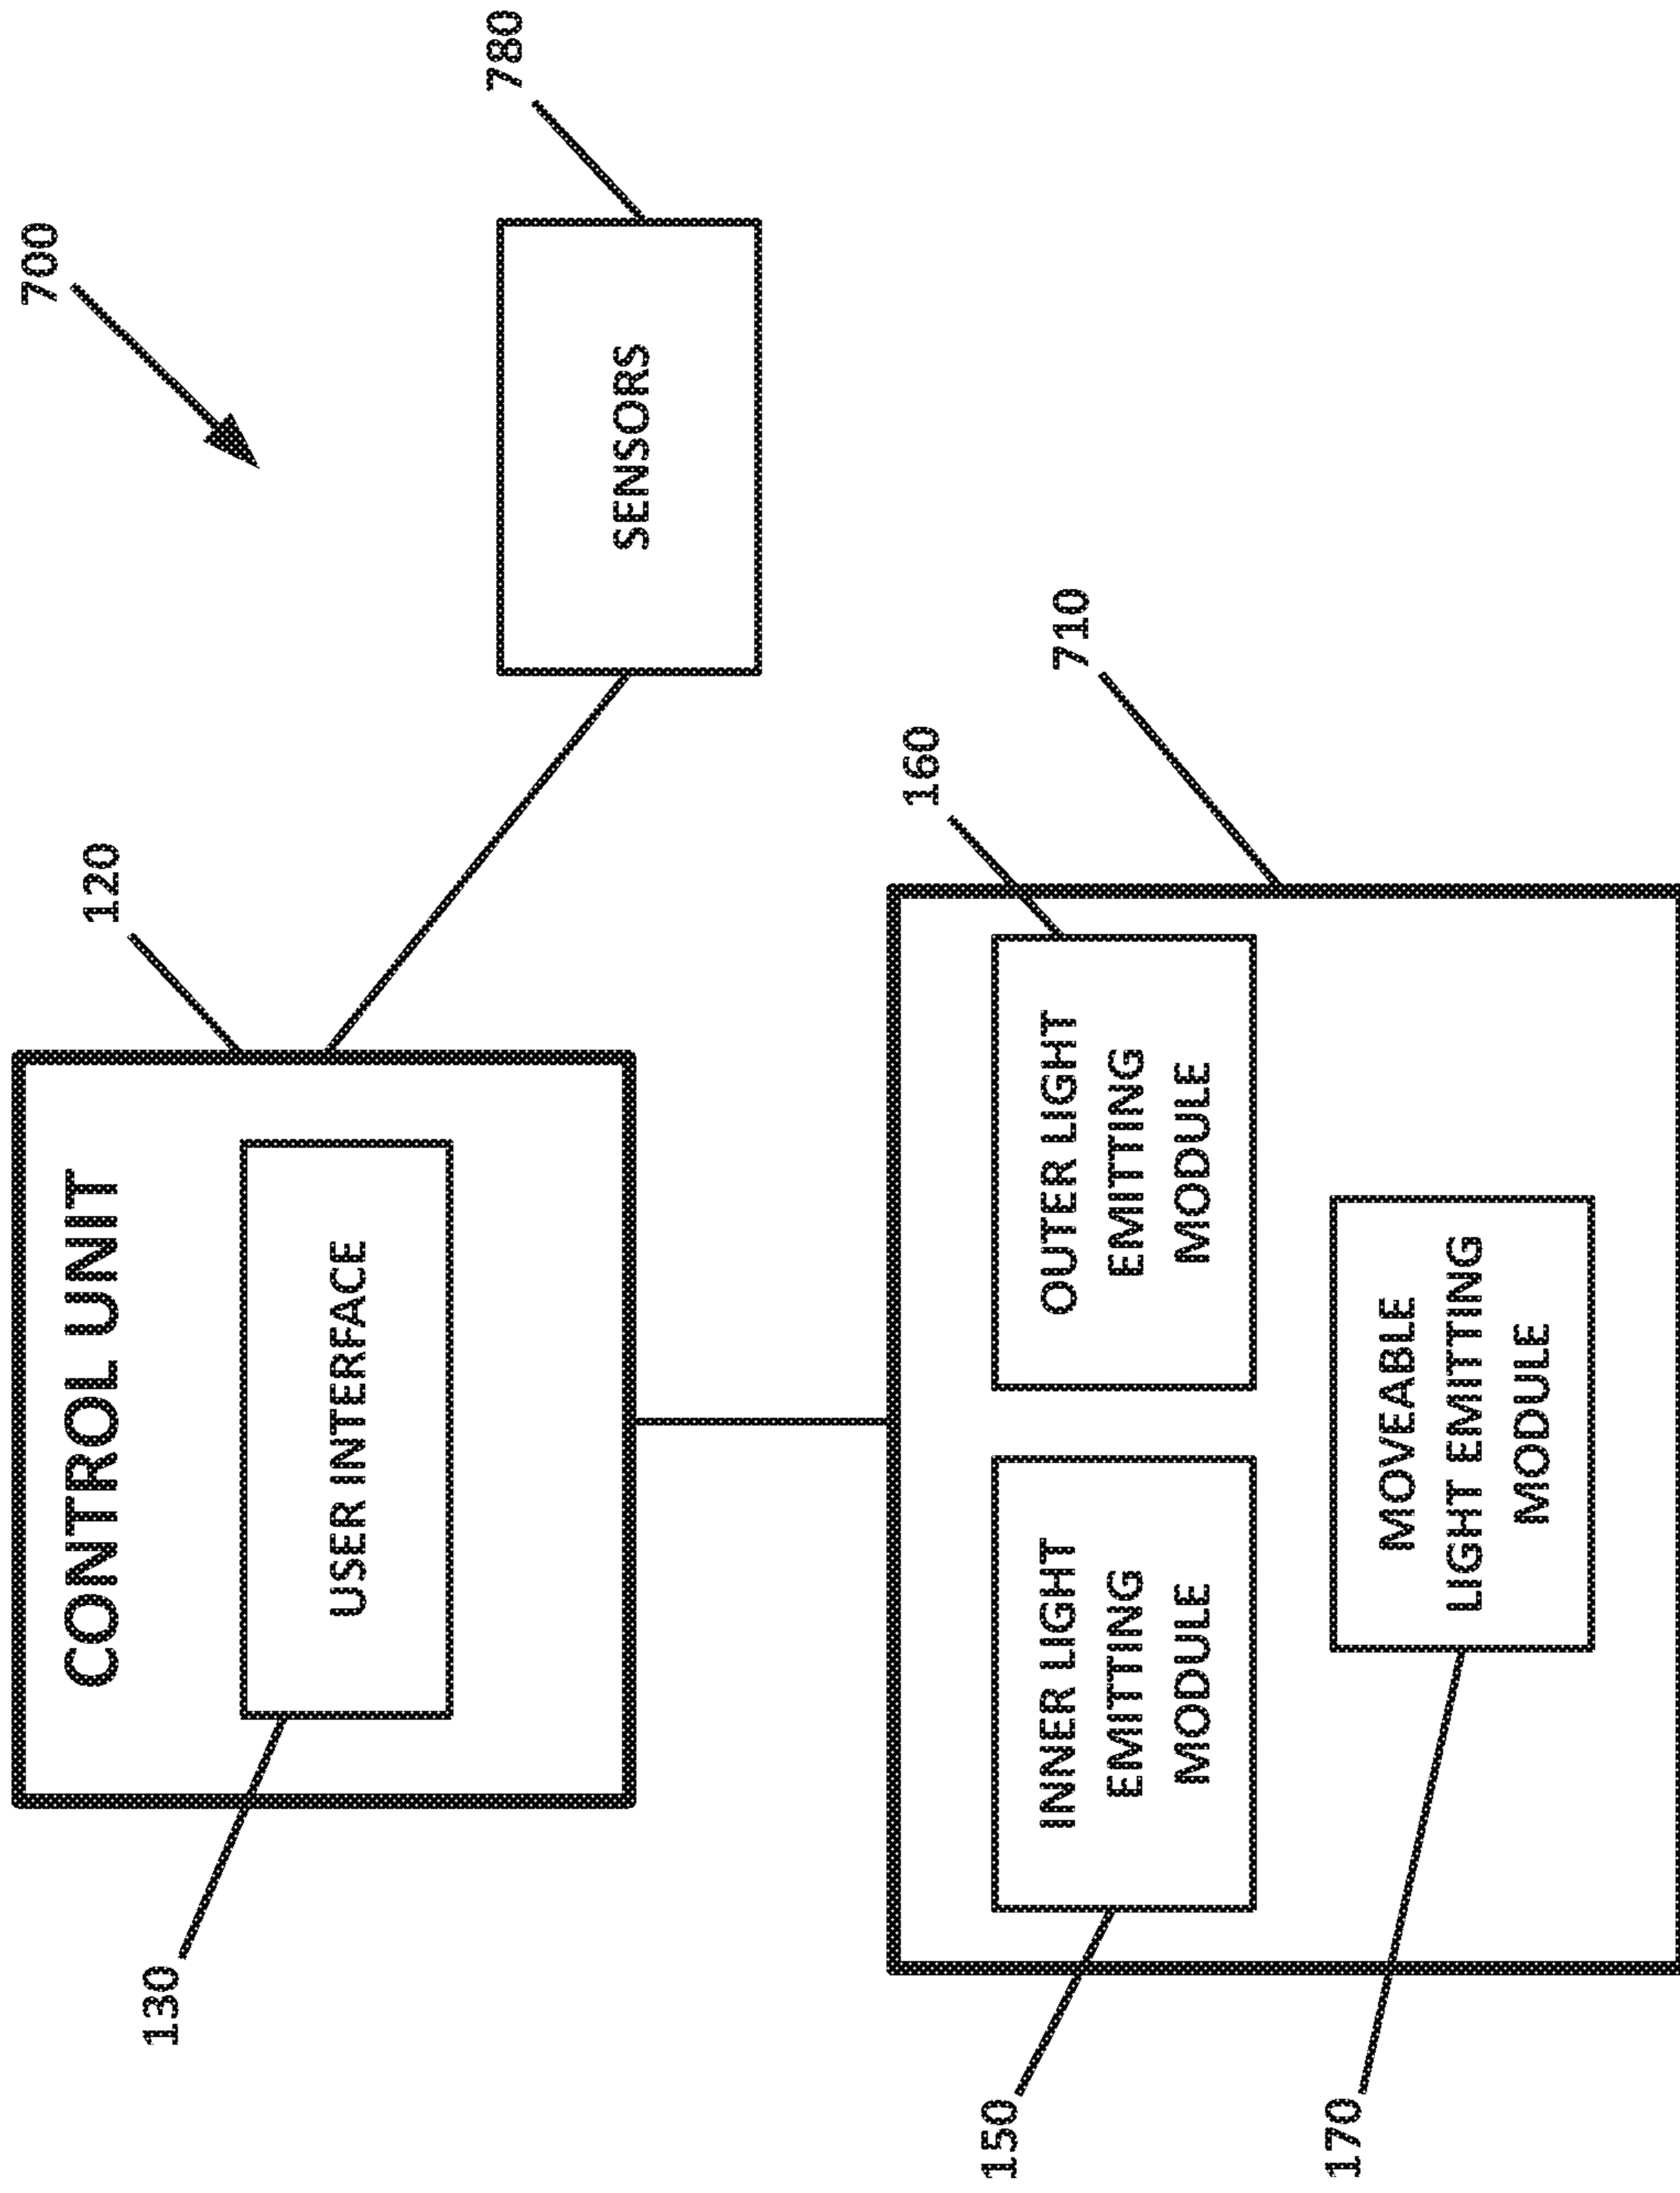 700
120
CONTROL UNIT
130
USER INTERFACE
780
SENSORS
710
160
150
INNER LIGHT
EMITTING
MODULE
OUTER LIGHT
EMITTING
MODULE
170
MOVEABLE
LIGHT EMITTING
MODULE